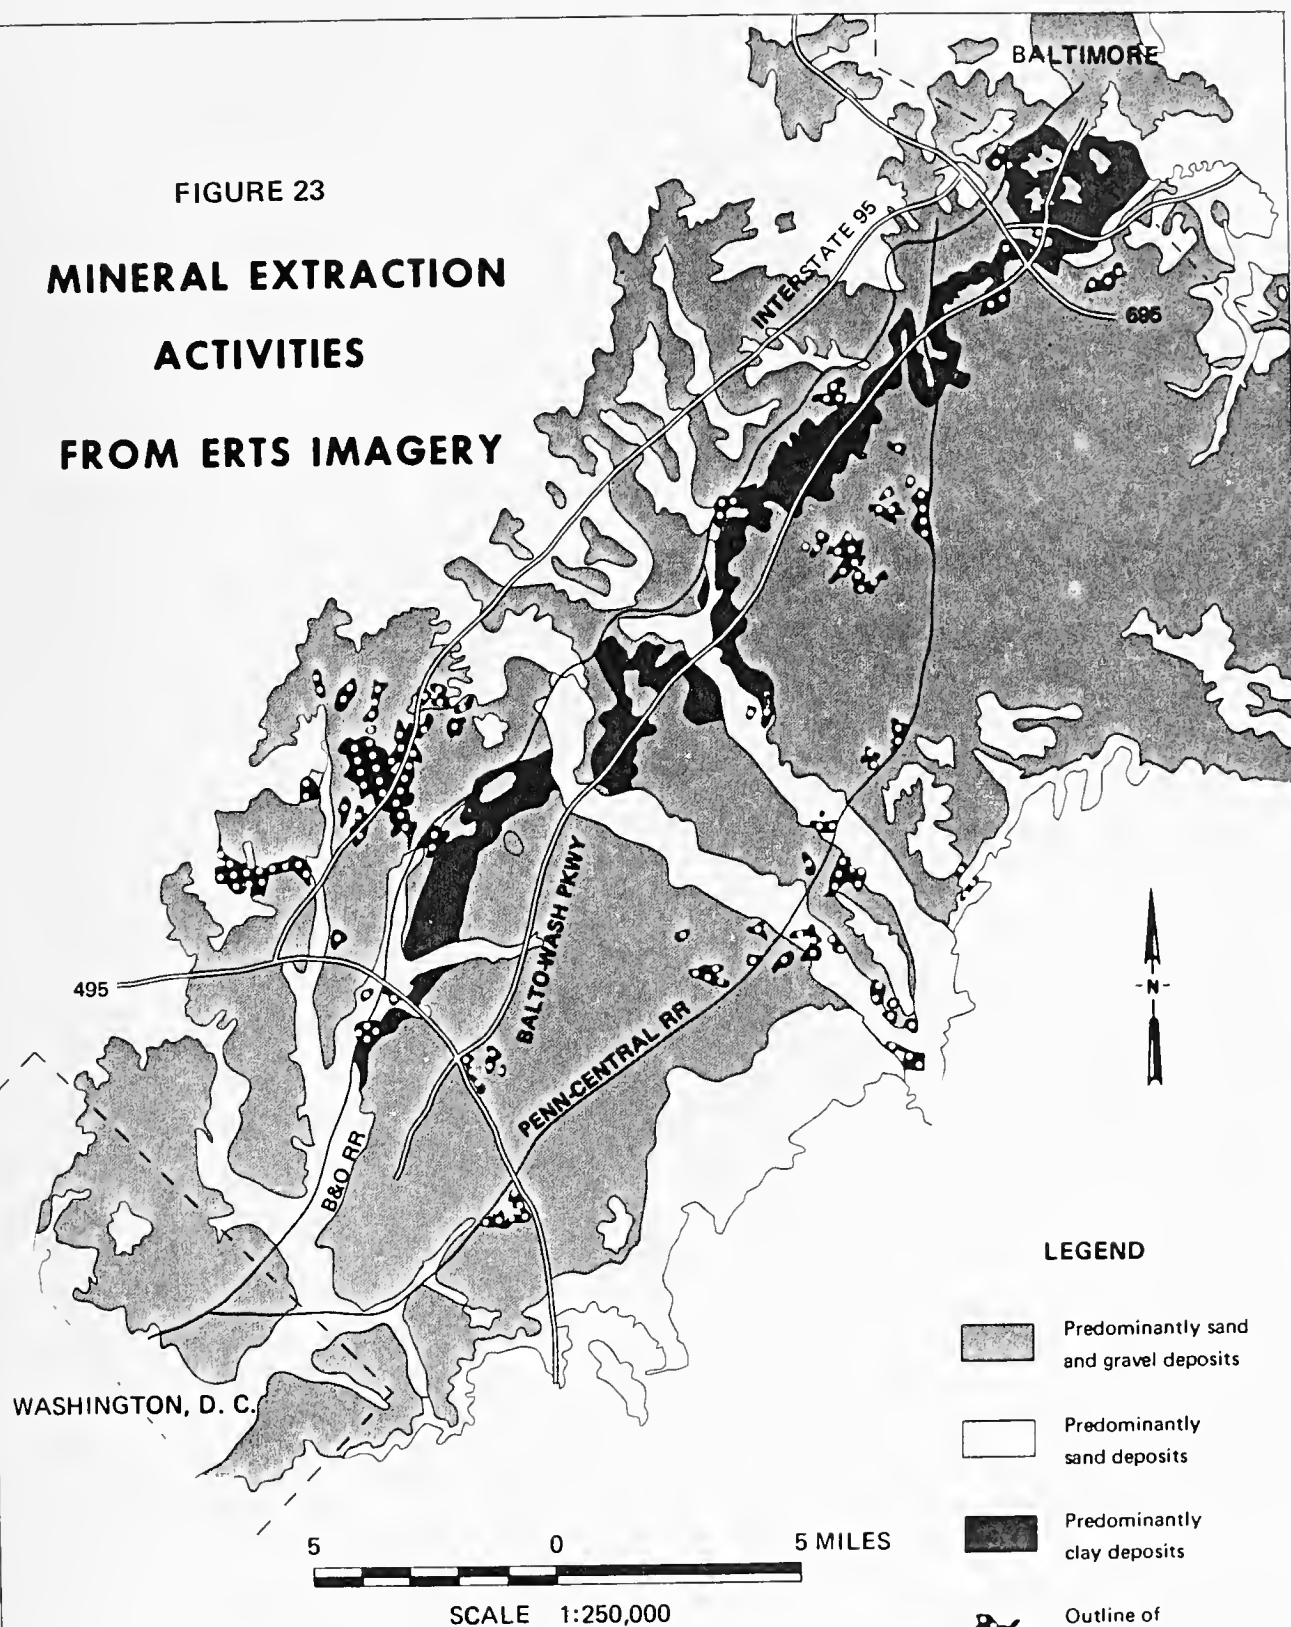 FIGURE 23
MINERAL EXTRACTION
ACTIVITIES
FROM ERTS IMAGERY
BALTIMORE
INTERSTATE 95
695
495
BALTO-WASH PKWY
PENN-CENTRAL RR
B&O RR
WASHINGTON, D. C.
-N-
LEGEND
Predominantly sand
and gravel deposits
Predominantly
sand deposits
Predominantly
clay deposits
Outline of
5 0 5 MILES
SCALE 1:250,000